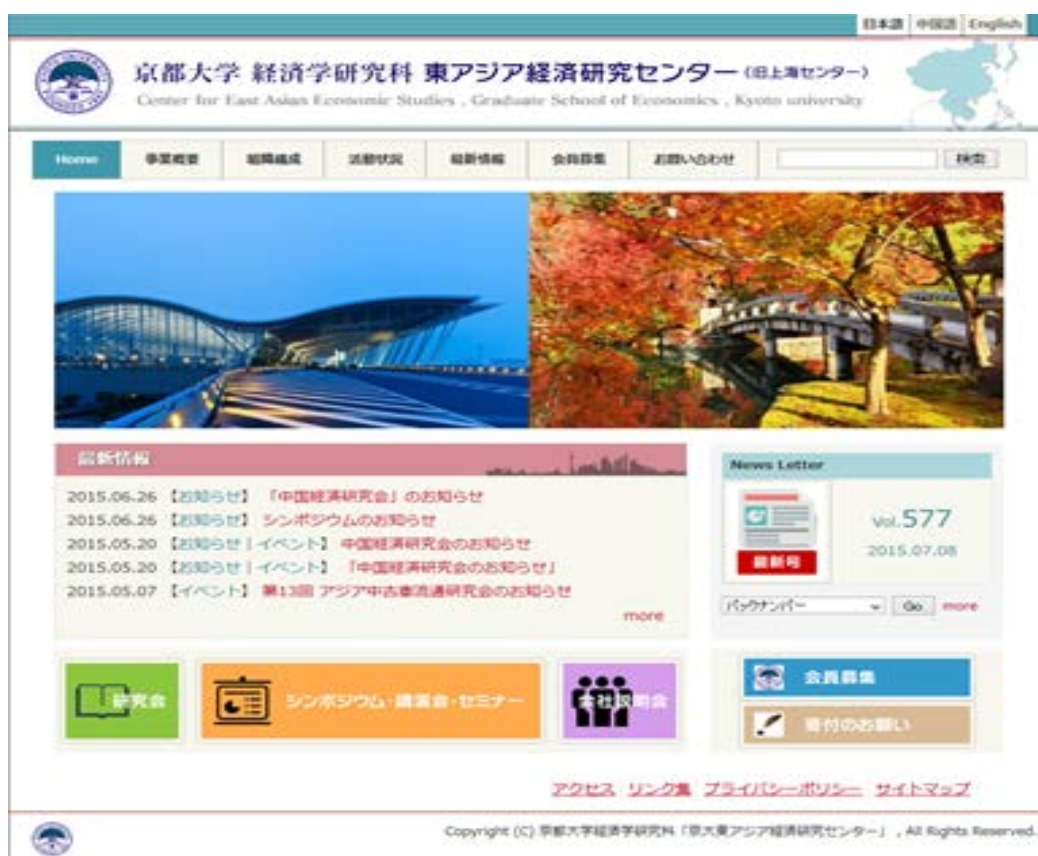 日本語 中国語 English
京都大学 経済学研究科 東アジア経済研究センター (旧上海センター)
Center for East Asian Economic Studies , Graduate School of Economics , Kyoto university
Home 事業概要 組織構成 活動状況 最新情報 会員募集 お問い合わせ 検索
最新情報
2015.06.26 【お知らせ】 「中国経済研究会」のお知らせ
2015.06.26 【お知らせ】 シンポジウムのお知らせ
2015.05.20 【お知らせ | イベント】 中国経済研究会のお知らせ
2015.05.20 【お知らせ | イベント】 「中国経済研究会のお知らせ」
2015.05.07 【イベント】 第13回 アジア中古車流通研究会のお知らせ
more
News Letter
Vol.577
2015.07.08
最新号
バックナンバー Go more
研究会
シンポジウム・講演会・セミナー
会社説明会
会員募集
寄付のお願い
アクセス リンク集 プライバシーポリシー サイトマップ
Copyright (C) 京都大学経済学研究科「京大東アジア経済研究センター」 , All Rights Reserved.